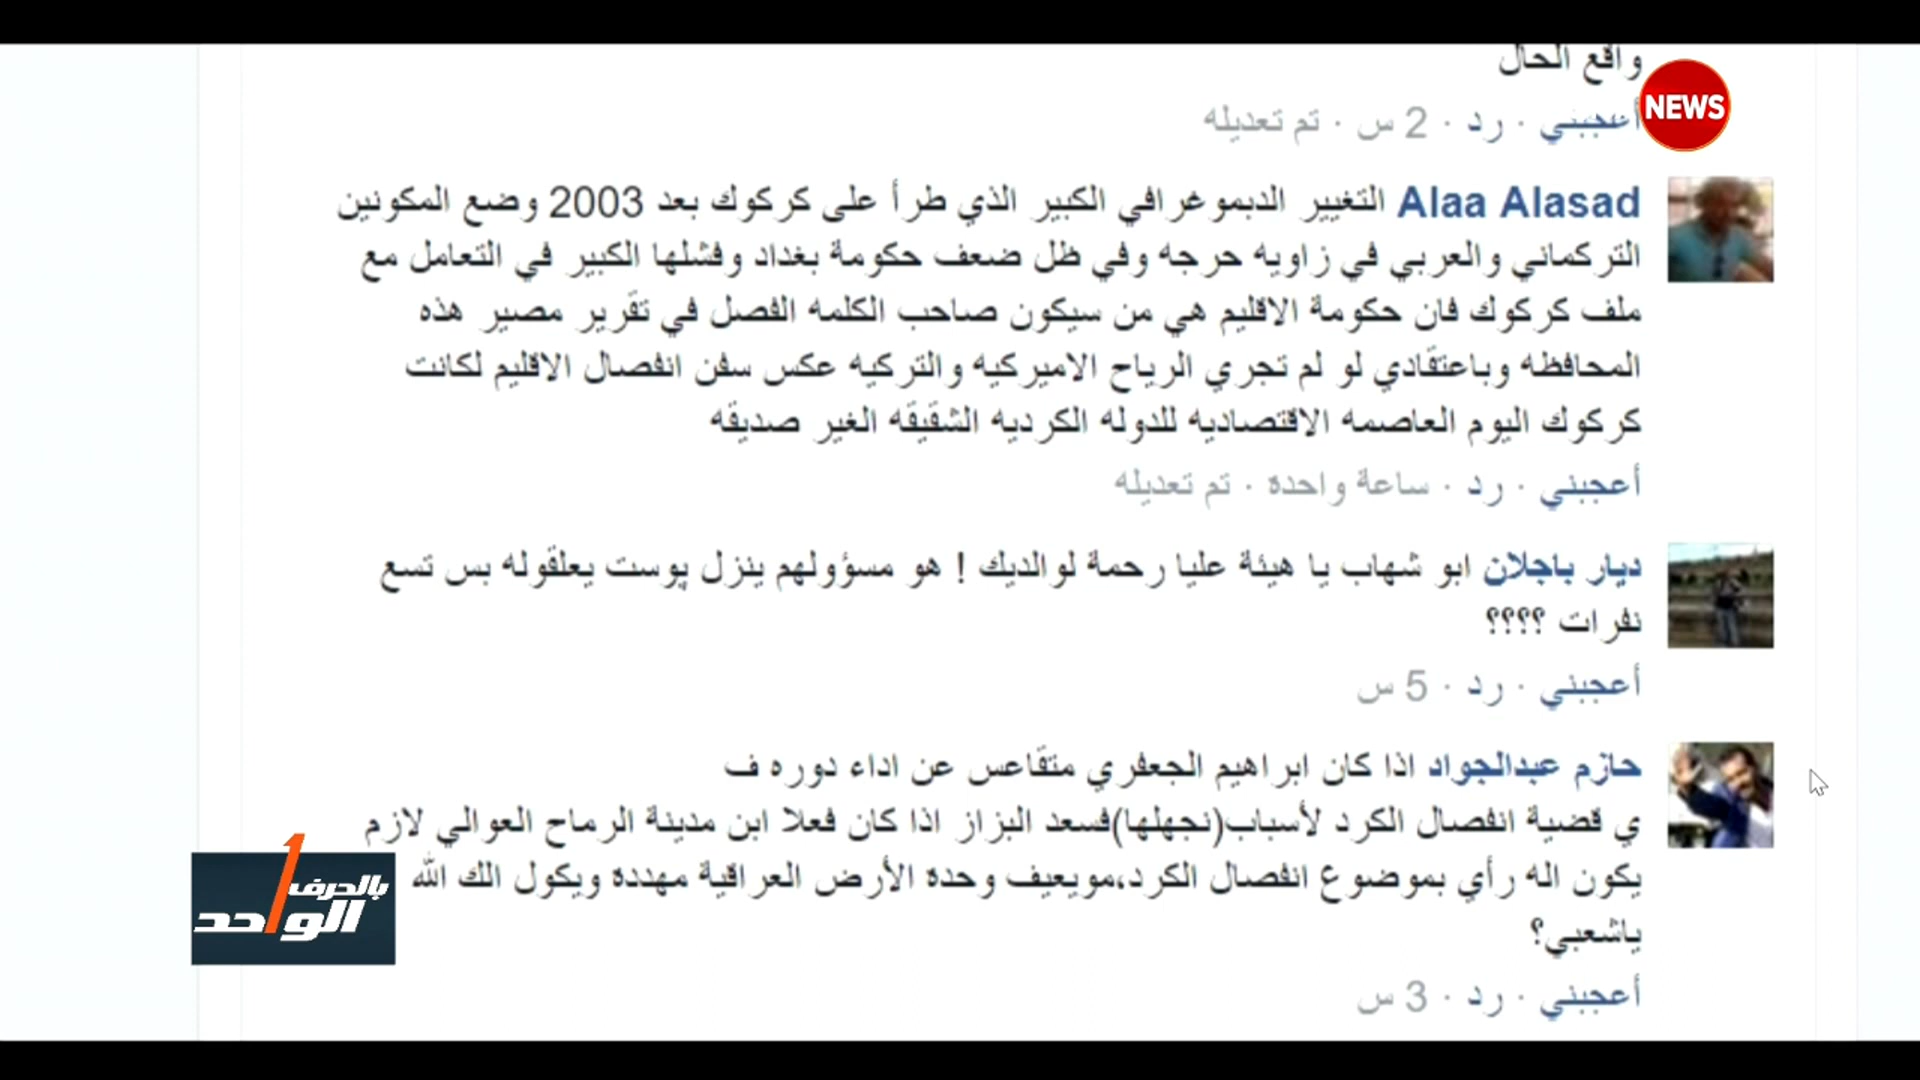 واقع الحال
NEWS
أعجبني · رد · 2 س · تم تعديله
Alaa Alasad التغيير الديموغرافي الكبير الذي طرأ على كركوك بعد 2003 وضع المكونين
التركماني والعربي في زاويه حرجه وفي ظل ضعف حكومة بغداد وفشلها الكبير في التعامل مع
ملف كركوك فان حكومة الاقليم هي من سيكون صاحب الكلمه الفصل في تقرير مصير هذه
المحافظه وباعتقادي لو لم تجري الرياح الاميركيه والتركيه عكس سفن انفصال الاقليم لكانت
كركوك اليوم العاصمه الاقتصاديه للدوله الكرديه الشقيقه الغير صديقه
أعجبني · رد · ساعة واحدة · تم تعديله
ديار باجلان ابو شهاب يا هيئة عليا رحمة لوالديك ! هو مسؤولهم ينزل پوست يعلقوله بس تسع
نفرات ؟؟؟؟
أعجبني · رد · 5 س
حازم عبدالجواد اذا كان ابراهيم الجعفري متقاعس عن اداء دوره ف
ي قضية انفصال الكرد لأسباب(نجهلها)فسعد البزاز اذا كان فعلا ابن مدينة الرماح العوالي لازم
يكون اله رأي بموضوع انفصال الكرد،مويعيف وحدة الأرض العراقية مهددة ويكول الك الله
ياشعبي؟
أعجبني · رد · 3 س
بالحرف
الواحد